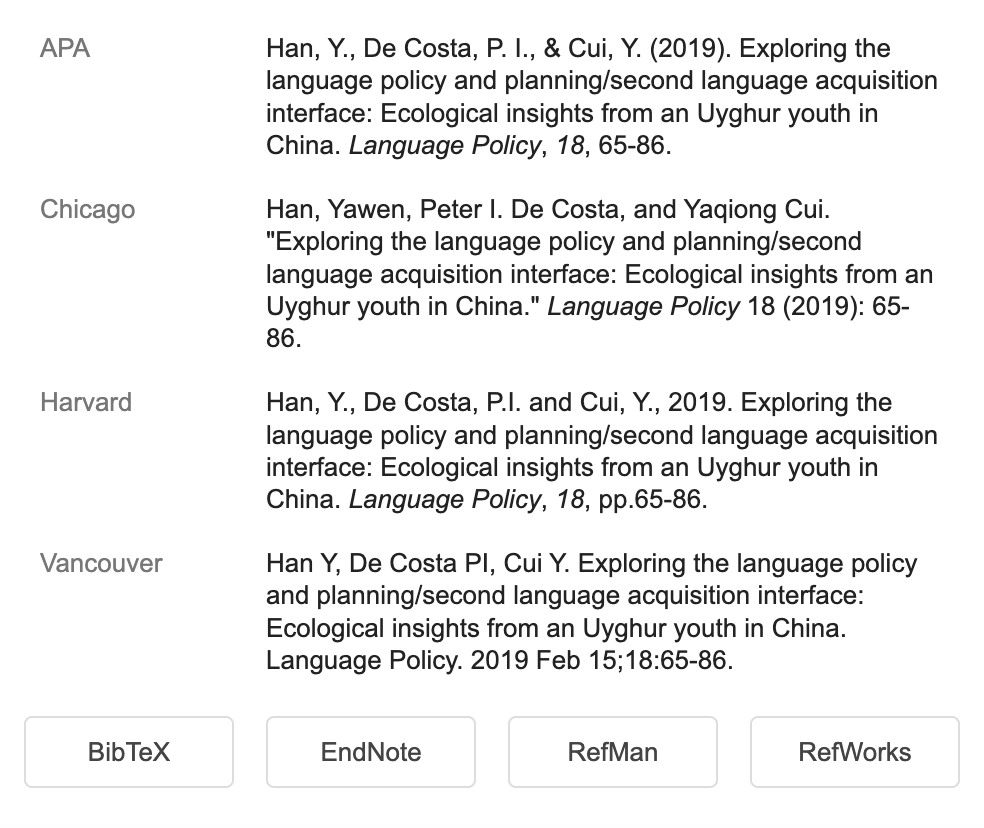 APA
Han, Y., De Costa, P. I., & Cui, Y. (2019). Exploring the
language policy and planning/second language acquisition
interface: Ecological insights from an Uyghur youth in
China. Language Policy, 18, 65-86.
Chicago
Han, Yawen, Peter I. De Costa, and Yaqiong Cui.
"Exploring the language policy and planning/second
language acquisition interface: Ecological insights from an
Uyghur youth in China." Language Policy 18 (2019): 65-
86.
Harvard
Han, Y., De Costa, P.I. and Cui, Y., 2019. Exploring the
language policy and planning/second language acquisition
interface: Ecological insights from an Uyghur youth in
China. Language Policy, 18, pp.65-86.
Vancouver
Han Y, De Costa PI, Cui Y. Exploring the language policy
and planning/second language acquisition interface:
Ecological insights from an Uyghur youth in China.
Language Policy. 2019 Feb 15;18:65-86.
BibTeX
EndNote
RefMan
RefWorks